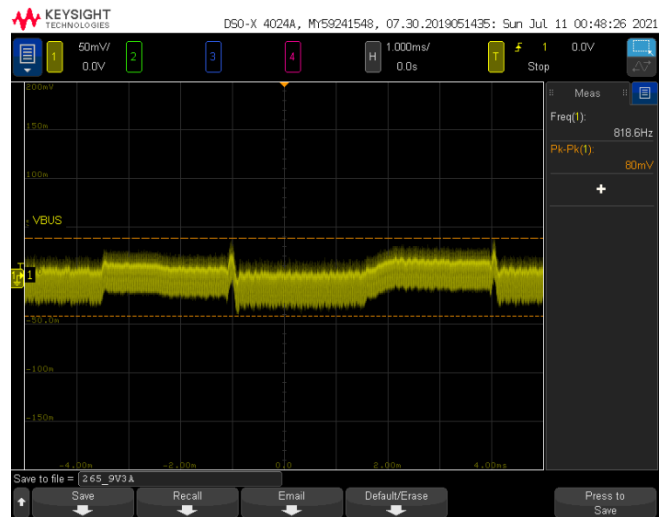 KEYSIGHT
TECHNOLOGIES
DSO-X 4024A, MY59241548, 07.30.2019051435: Sun Jul 11 00:48:26 2021
1 50mV/ 0.0V
2
3
4
H 1.000ms/ 0.0s
T 1 0.0V Stop
Meas
Freq(1):
818.6Hz
Pk-Pk(1):
80mV
200mV
150m
100m
VBUS
1
-50.0m
-100m
-150m
-4.00m -2.00m 0.0 2.00m 4.00ms
Save to file = 265_9V3A
Save Recall Email Default/Erase Press to Save